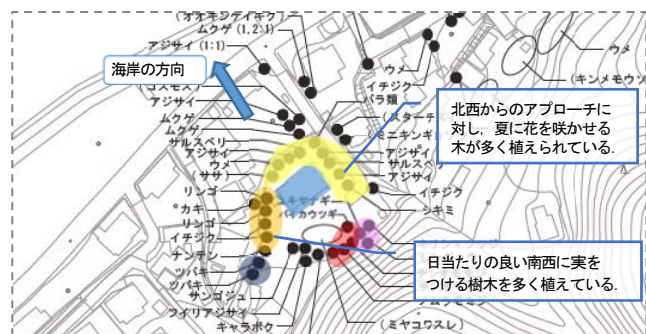 (オオキンケイギク)
ムクゲ (1,2:1)
アジサイ (1:1)
海岸の方向
アジサイ
ムクゲ
ムクゲ
サルスベリ
アジサイ
ウメ
(ササ)
リンゴ
カキ
リンゴ
イチジク
ナンテン
ツバキ
ツバキ
サンゴジュ
フイリアジサイ
キャラボク
ウメ
イチジク
バラ類
アジサイ
サルスベリ
アジサイ
イチジク
シキミ
ユキヤナギ
バイカウツギ
ウメ
(ミヤコワスレ)
北西からのアプローチに
対し，夏に花を咲かせる
木が多く植えられている．
日当たりの良い南西に実を
つける樹木を多く植えている．